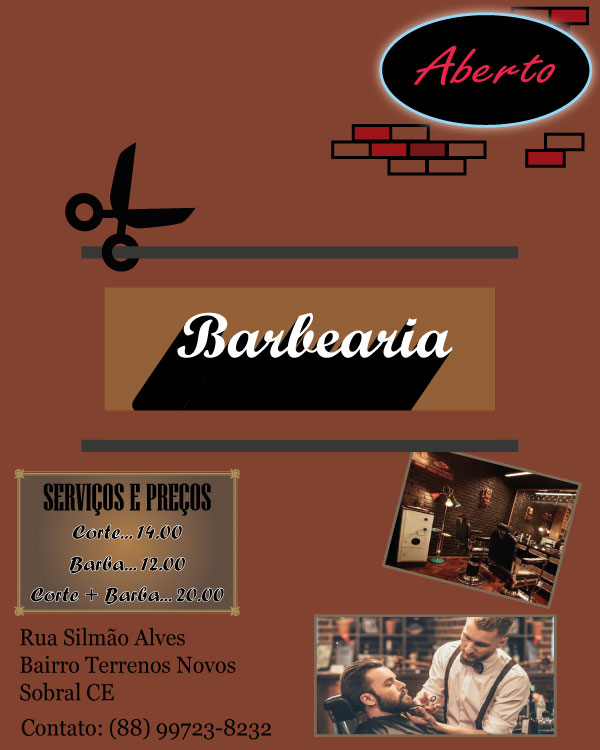 Aberto
Barbearia
SERVIÇOS E PREÇOS
Corte... 14.00
Barba... 12.00
Corte + Barba... 20.00
Rua Silmão Alves
Bairro Terrenos Novos
Sobral CE
Contato: (88) 99723-8232